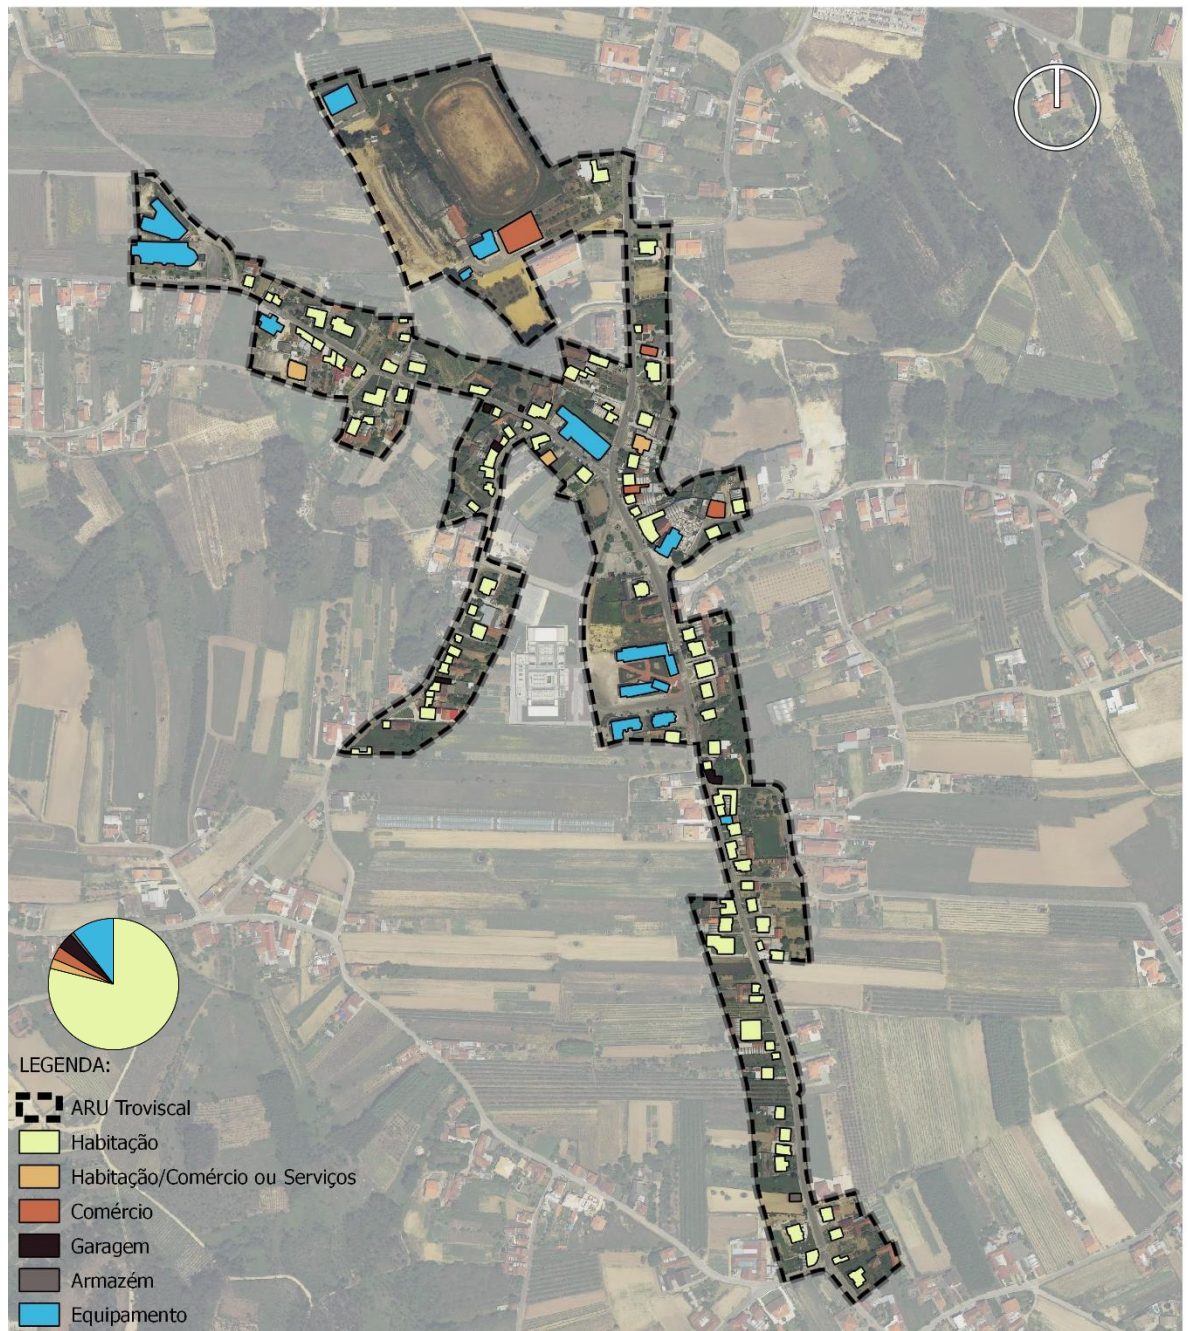 LEGENDA:
ARU Troviscal
Habitação
Habitação/Comércio ou Serviços
Comércio
Garagem
Armazém
Equipamento